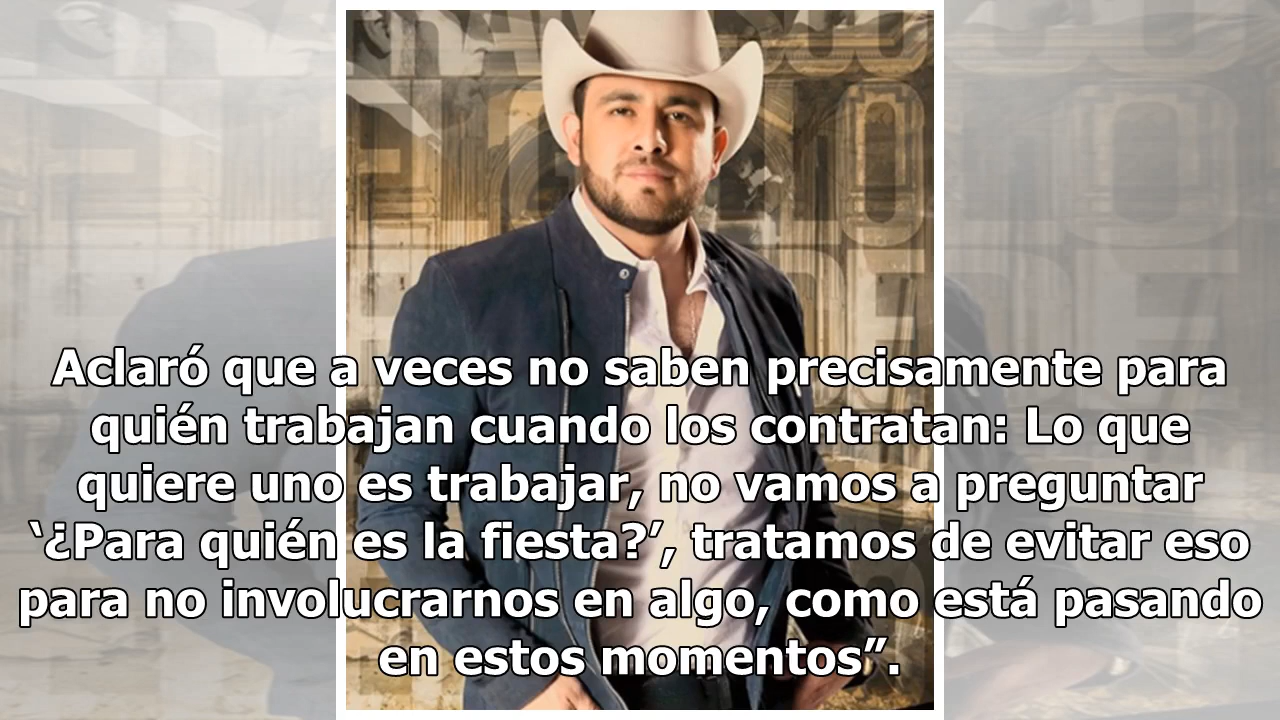 Aclaró que a veces no saben precisamente para
quién trabajan cuando los contratan: Lo que
quiere uno es trabajar, no vamos a preguntar
‘¿Para quién es la fiesta?’, tratamos de evitar eso
para no involucrarnos en algo, como está pasando
en estos momentos”.